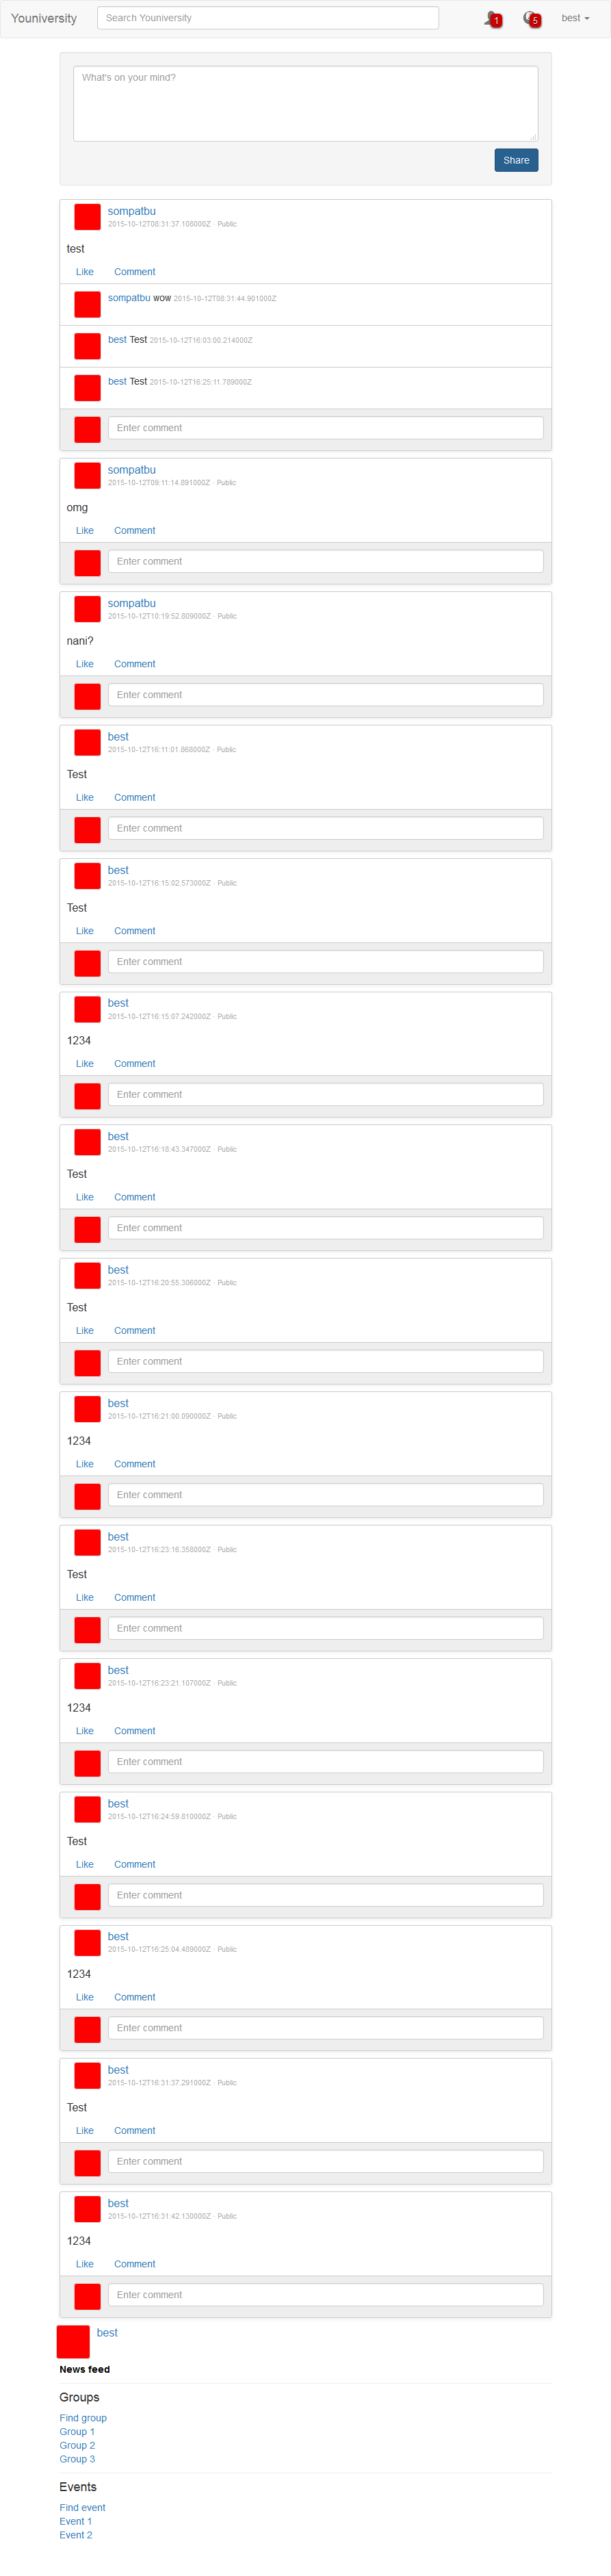 Youniversity Search Youniversity 1 5 best
What's on your mind?
Share
sompatbu
2015-10-12T08:31:37.108000Z · Public
test
Like Comment
sompatbu wow 2015-10-12T08:31:44.901000Z
best Test 2015-10-12T16:03:00.214000Z
best Test 2015-10-12T16:25:11.789000Z
Enter comment
sompatbu
2015-10-12T09:11:14.891000Z · Public
omg
Like Comment
Enter comment
sompatbu
2015-10-12T10:19:52.809000Z · Public
nani?
Like Comment
Enter comment
best
2015-10-12T16:11:01.868000Z · Public
Test
Like Comment
Enter comment
best
2015-10-12T16:15:02.573000Z · Public
Test
Like Comment
Enter comment
best
2015-10-12T16:15:07.242000Z · Public
1234
Like Comment
Enter comment
best
2015-10-12T16:18:43.347000Z · Public
Test
Like Comment
Enter comment
best
2015-10-12T16:20:55.306000Z · Public
Test
Like Comment
Enter comment
best
2015-10-12T16:21:00.090000Z · Public
1234
Like Comment
Enter comment
best
2015-10-12T16:23:16.358000Z · Public
Test
Like Comment
Enter comment
best
2015-10-12T16:23:21.107000Z · Public
1234
Like Comment
Enter comment
best
2015-10-12T16:24:59.810000Z · Public
Test
Like Comment
Enter comment
best
2015-10-12T16:25:04.489000Z · Public
1234
Like Comment
Enter comment
best
2015-10-12T16:31:37.291000Z · Public
Test
Like Comment
Enter comment
best
2015-10-12T16:31:42.130000Z · Public
1234
Like Comment
Enter comment
best
News feed
Groups
Find group
Group 1
Group 2
Group 3
Events
Find event
Event 1
Event 2